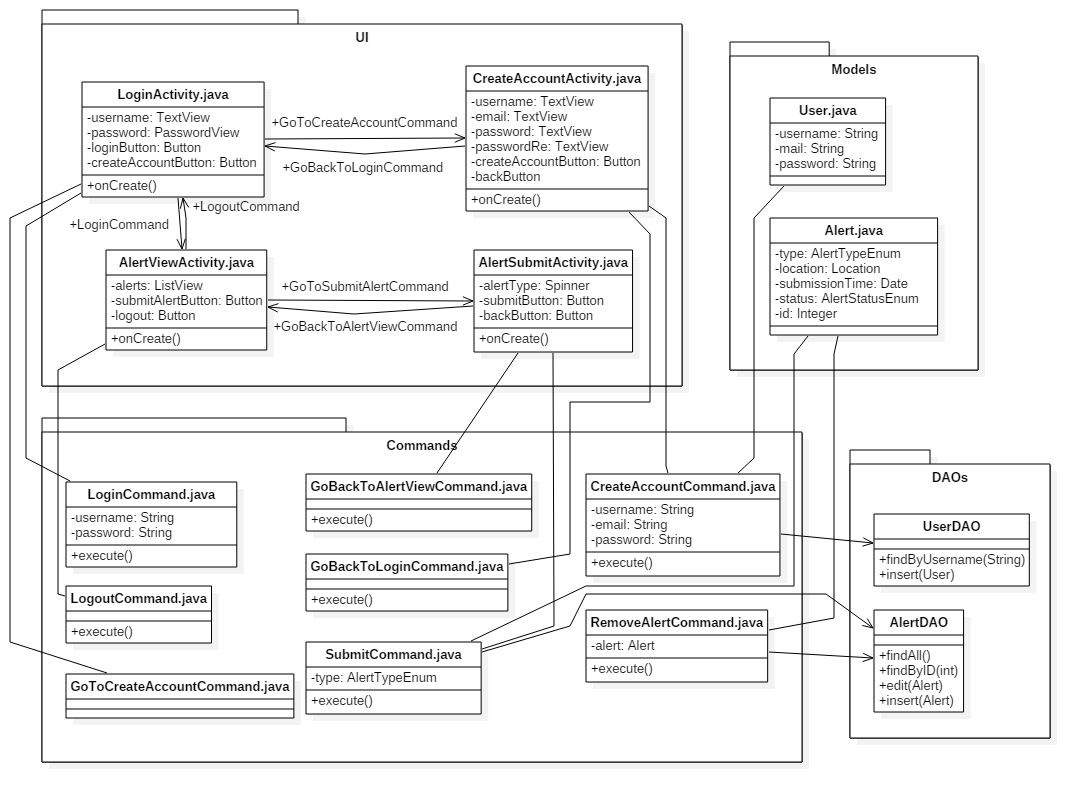 UI
LoginActivity.java
-username: TextView
-password: PasswordView
-loginButton: Button
-createAccountButton: Button
+onCreate()
+GoToCreateAccountCommand
+GoBackToLoginCommand
CreateAccountActivity.java
-username: TextView
-email: TextView
-password: TextView
-passwordRe: TextView
-createAccountButton: Button
-backButton
+onCreate()
+LogoutCommand
+LoginCommand
AlertViewActivity.java
-alerts: ListView
-submitAlertButton: Button
-logout: Button
+onCreate()
+GoToSubmitAlertCommand
+GoBackToAlertViewCommand
AlertSubmitActivity.java
-alertType: Spinner
-submitButton: Button
-backButton: Button
+onCreate()
Models
User.java
-username: String
-mail: String
-password: String
Alert.java
-type: AlertTypeEnum
-location: Location
-submissionTime: Date
-status: AlertStatusEnum
-id: Integer
Commands
LoginCommand.java
-username: String
-password: String
+execute()
LogoutCommand.java
+execute()
GoToCreateAccountCommand.java
GoBackToAlertViewCommand.java
+execute()
GoBackToLoginCommand.java
+execute()
SubmitCommand.java
-type: AlertTypeEnum
+execute()
CreateAccountCommand.java
-username: String
-email: String
-password: String
+execute()
RemoveAlertCommand.java
-alert: Alert
+execute()
DAOs
UserDAO
+findByUsername(String)
+insert(User)
AlertDAO
+findAll()
+findByID(int)
+edit(Alert)
+insert(Alert)